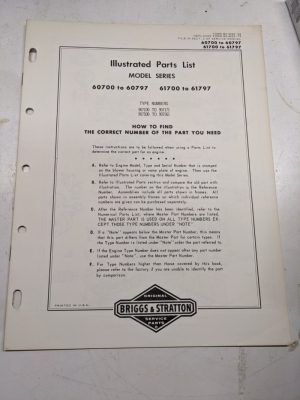 60700 to 60797
61700 to 61797
Illustrated Parts List
MODEL SERIES
60700 to 60797 61700 to 61797
TYPE NUMBERS
HOW TO FIND
THE CORRECT NUMBER OF THE PART YOU NEED
These instructions are to be followed when using a Parts List to
determine the correct part for an engine.
A. Refer to Engine Model, Type and Serial Number that is stamped
on the blower housing or name plate of engine. Then use the
Illustrated Parts List covering this Model Series.
B. Refer to Illustrated Parts section and compare the old part with
illustration. The number on the illustration is the Reference
Number. Assemblies include all parts shown in frames. All
parts shown in assembly frames or which individual reference
numbers are given can be purchased separately.
C. After the Reference Number has been identified, refer to the
Numerical Parts List, where Master Part Numbers are listed.
THE MASTER PART IS USED ON ALL TYPE NUMBERS EX-
CEPT THOSE TYPE NUMBERS UNDER "NOTE"
D. If a "Note" appears below the Master Part Number, this means
that this part differs from the Master Part for certain types. If
the Type Number is listed under "Note" order the part referred to.
E. If the Engine Type Number does not appear after any part number
listed under "Note", use the Master Part Number.
F. For Type Numbers higher than those covered by this book,
please refer to the factory if you are unable to identify the part
by comparison.
PRINTED IN U.S.A.
ORIGINAL
BRIGGS & STRATTON
SERVICE PARTS